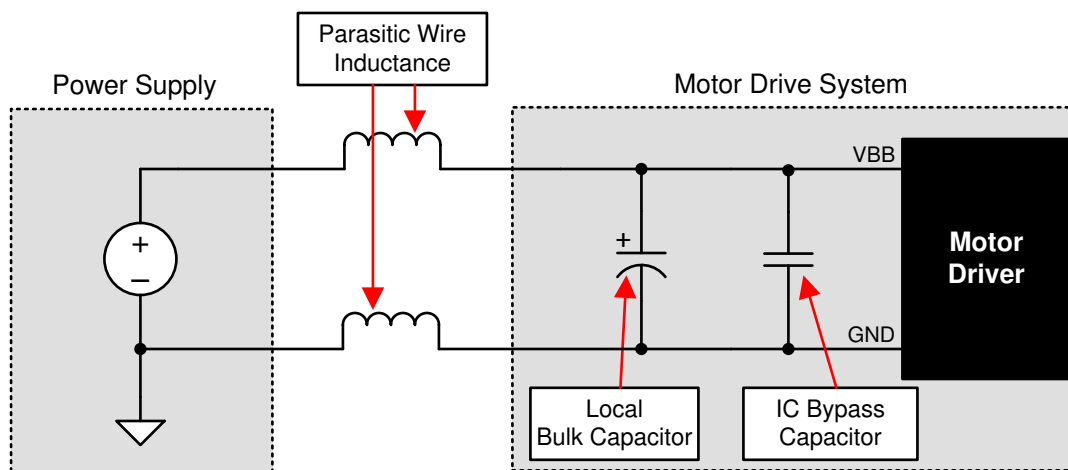 Parasitic Wire
Inductance
Power Supply
Motor Drive System
VBB
+
–
+
Motor
Driver
GND
Local
Bulk Capacitor
IC Bypass
Capacitor